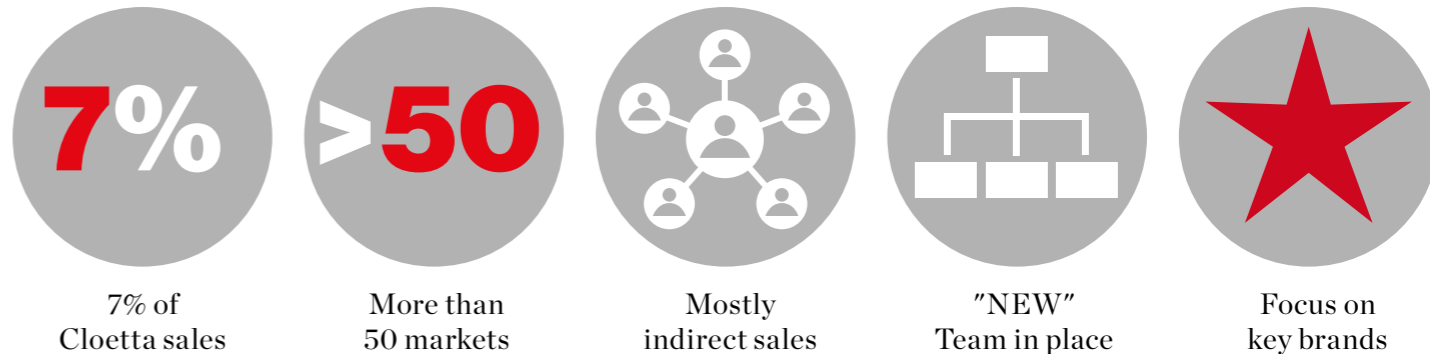 7%
>50
7% of
Cloetta sales
More than
50 markets
Mostly
indirect sales
"NEW"
Team in place
Focus on
key brands